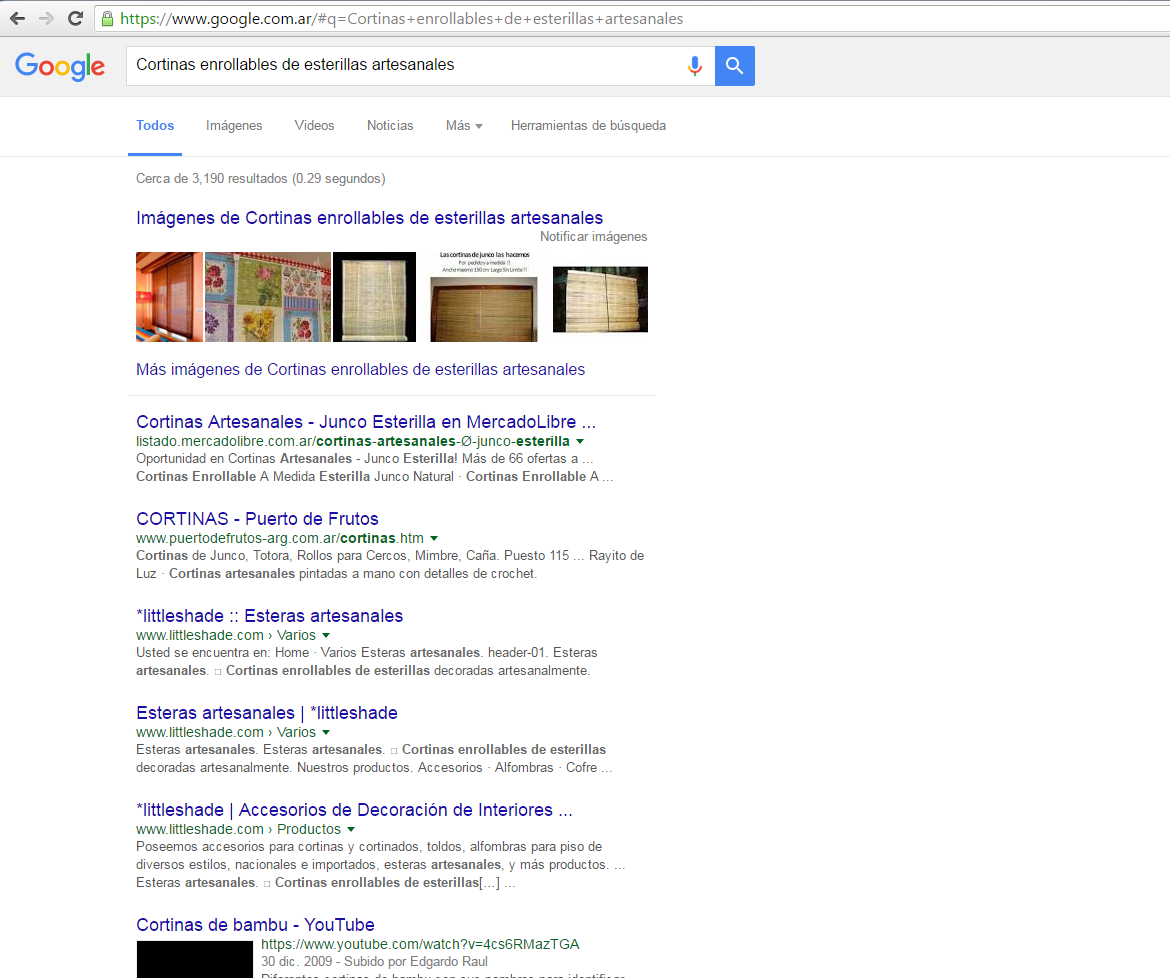 https://www.google.com.ar/#q=Cortinas+enrollables+de+esterillas+artesanales
Google
Cortinas enrollables de esterillas artesanales
Todos Imágenes Videos Noticias Más Herramientas de búsqueda
Cerca de 3,190 resultados (0.29 segundos)
Imágenes de Cortinas enrollables de esterillas artesanales
Notificar imágenes
Las cortinas de junco las hacemos
Por pedidos y a medida !!
Ancho maximo 150cm Largo Sin Limite !!
Más imágenes de Cortinas enrollables de esterillas artesanales
Cortinas Artesanales - Junco Esterilla en MercadoLibre ...
listado.mercadolibre.com.ar/cortinas-artesanales-Ø-junco-esterilla
Oportunidad en Cortinas Artesanales - Junco Esterilla! Más de 66 ofertas a ...
Cortinas Enrollable A Medida Esterilla Junco Natural · Cortinas Enrollable A ...
CORTINAS - Puerto de Frutos
www.puertodefrutos-arg.com.ar/cortinas.htm
Cortinas de Junco, Totora, Rollos para Cercos, Mimbre, Caña. Puesto 115 ... Rayito de
Luz · Cortinas artesanales pintadas a mano con detalles de crochet.
*littleshade :: Esteras artesanales
www.littleshade.com › Varios
Usted se encuentra en: Home · Varios Esteras artesanales. header-01. Esteras
artesanales. □ Cortinas enrollables de esterillas decoradas artesanalmente.
Esteras artesanales | *littleshade
www.littleshade.com › Varios
Esteras artesanales. Esteras artesanales. □ Cortinas enrollables de esterillas
decoradas artesanalmente. Nuestros productos. Accesorios · Alfombras · Cofre ...
*littleshade | Accesorios de Decoración de Interiores ...
www.littleshade.com › Productos
Poseemos accesorios para cortinas y cortinados, toldos, alfombras para piso de
diversos estilos, nacionales e importados, esteras artesanales, y más productos. ...
Esteras artesanales. □ Cortinas enrollables de esterillas[...] ...
Cortinas de bambu - YouTube
https://www.youtube.com/watch?v=4cs6RMazTGA
30 dic. 2009 - Subido por Edgardo Raul
Diferentes cortinas de bambu con sus nombres para identificar